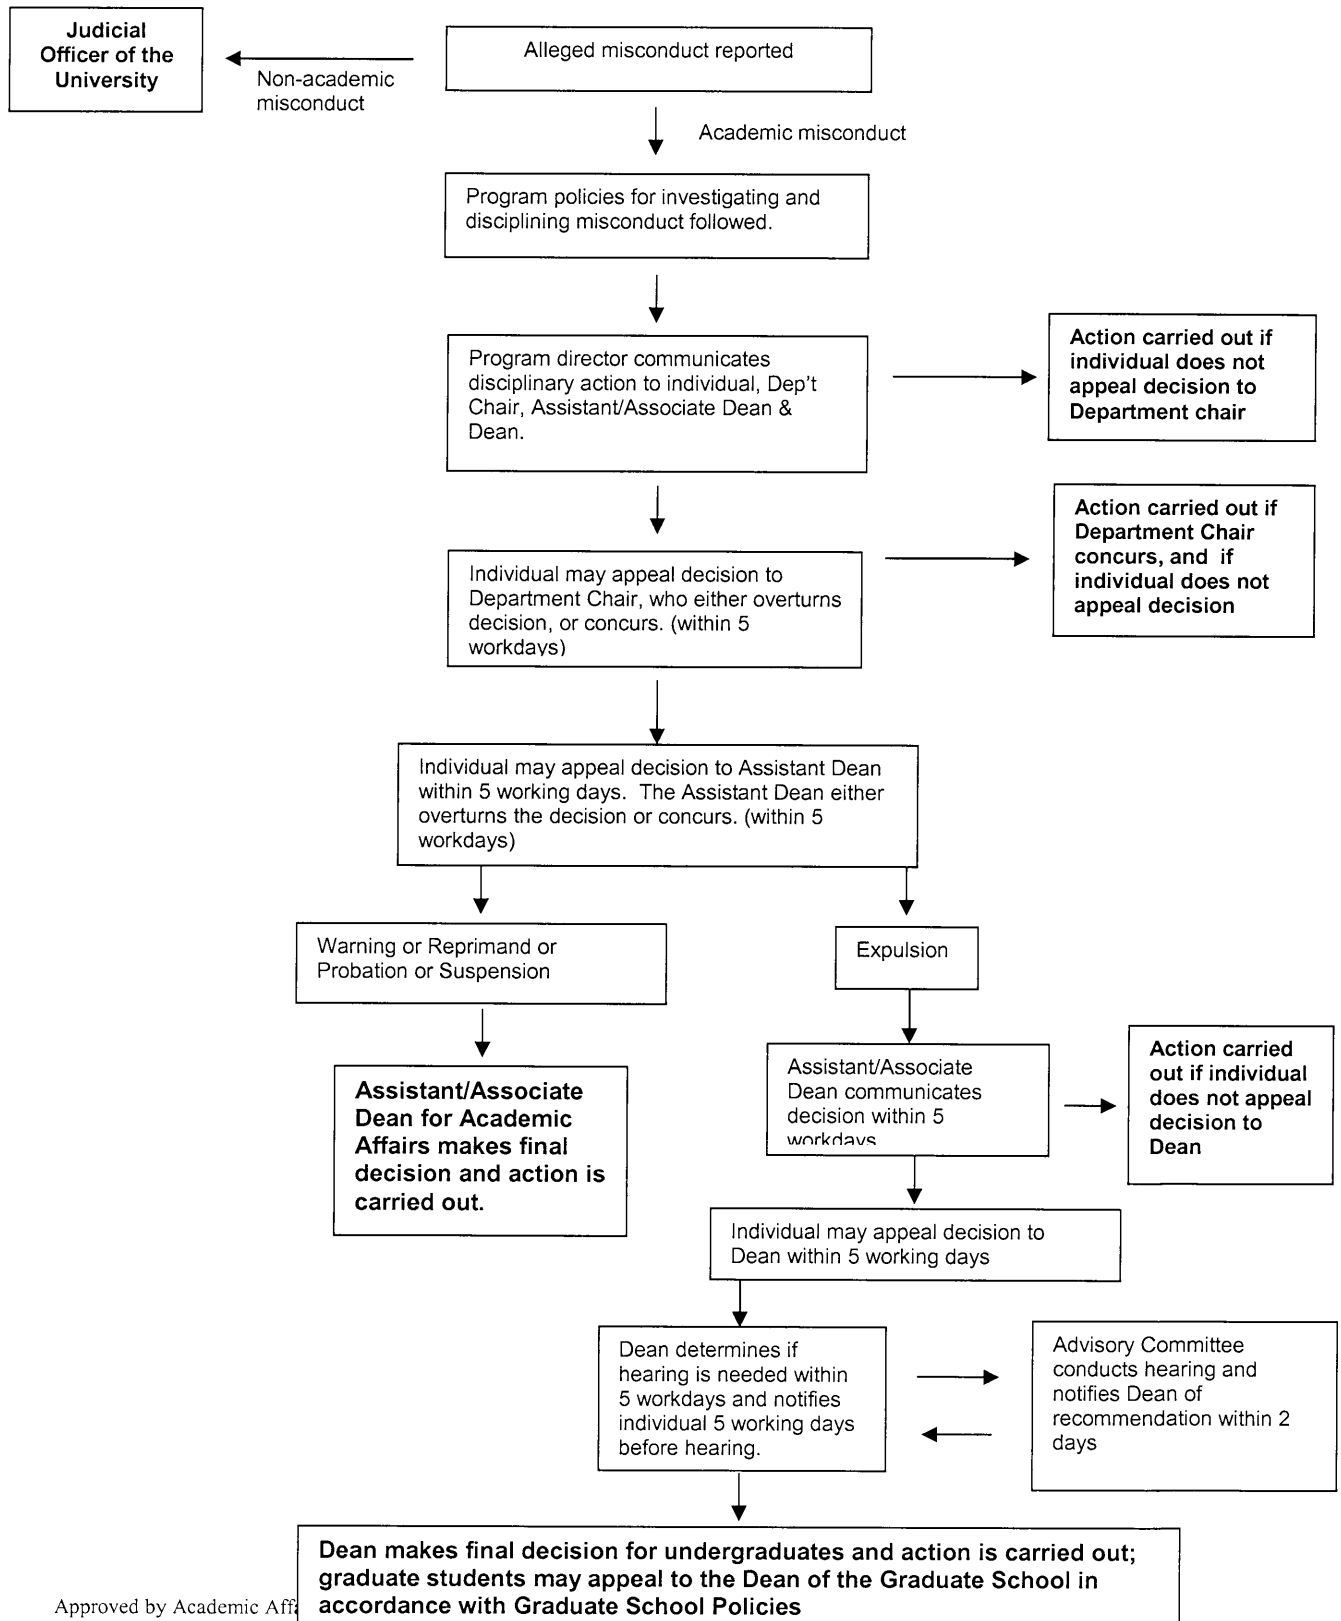 Judicial
Officer of the
University
Alleged misconduct reported
Non-academic
misconduct
Academic misconduct
Program policies for investigating and
disciplining misconduct followed.
Program director communicates
disciplinary action to individual, Dep't
Chair, Assistant/Associate Dean &
Dean.
Action carried out if
individual does not
appeal decision to
Department chair
Individual may appeal decision to
Department Chair, who either overturns
decision, or concurs. (within 5
workdays)
Action carried out if
Department Chair
concurs, and if
individual does not
appeal decision
Individual may appeal decision to Assistant Dean
within 5 working days. The Assistant Dean either
overturns the decision or concurs. (within 5
workdays)
Warning or Reprimand or
Probation or Suspension
Expulsion
Assistant/Associate
Dean for Academic
Affairs makes final
decision and action is
carried out.
Assistant/Associate
Dean communicates
decision within 5
workdays
Action carried
out if individual
does not appeal
decision to
Dean
Individual may appeal decision to
Dean within 5 working days
Dean determines if
hearing is needed within
5 workdays and notifies
individual 5 working days
before hearing.
Advisory Committee
conducts hearing and
notifies Dean of
recommendation within 2
days
Dean makes final decision for undergraduates and action is carried out;
graduate students may appeal to the Dean of the Graduate School in
accordance with Graduate School Policies
Approved by Academic